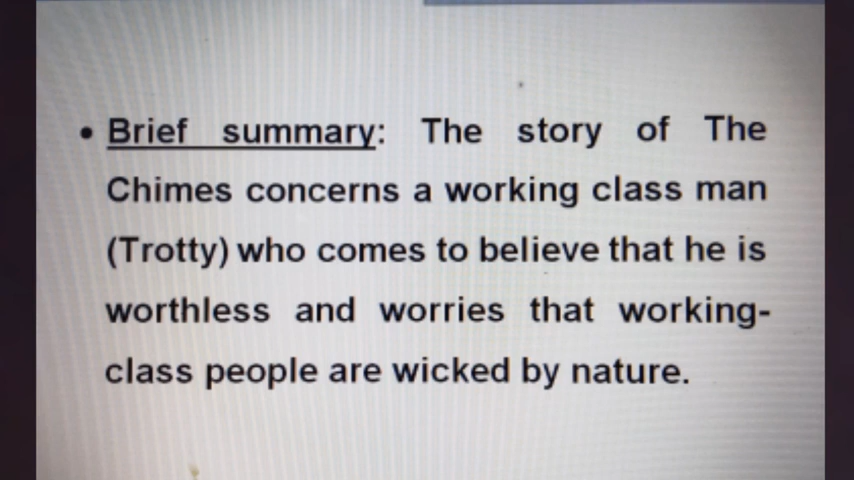 • Brief summary: The story of The
Chimes concerns a working class man
(Trotty) who comes to believe that he is
worthless and worries that working-
class people are wicked by nature.